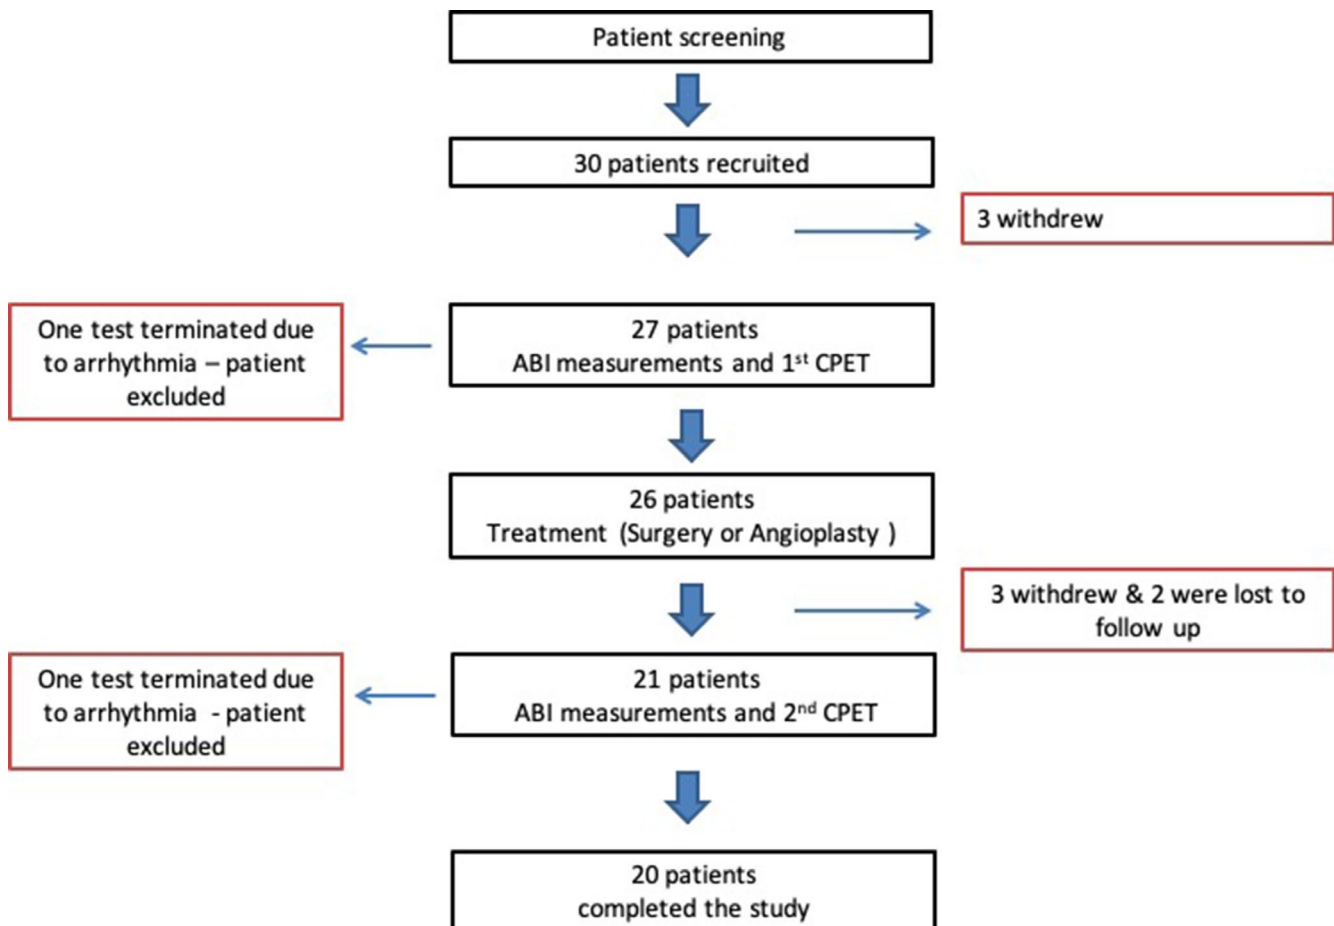 Patient screening
30 patients recruited
3 withdrew
27 patients
ABI measurements and 1st CPET
One test terminated due
to arrhythmia – patient
excluded
26 patients
Treatment (Surgery or Angioplasty )
3 withdrew & 2 were lost to
follow up
21 patients
ABI measurements and 2nd CPET
One test terminated due
to arrhythmia - patient
excluded
20 patients
completed the study